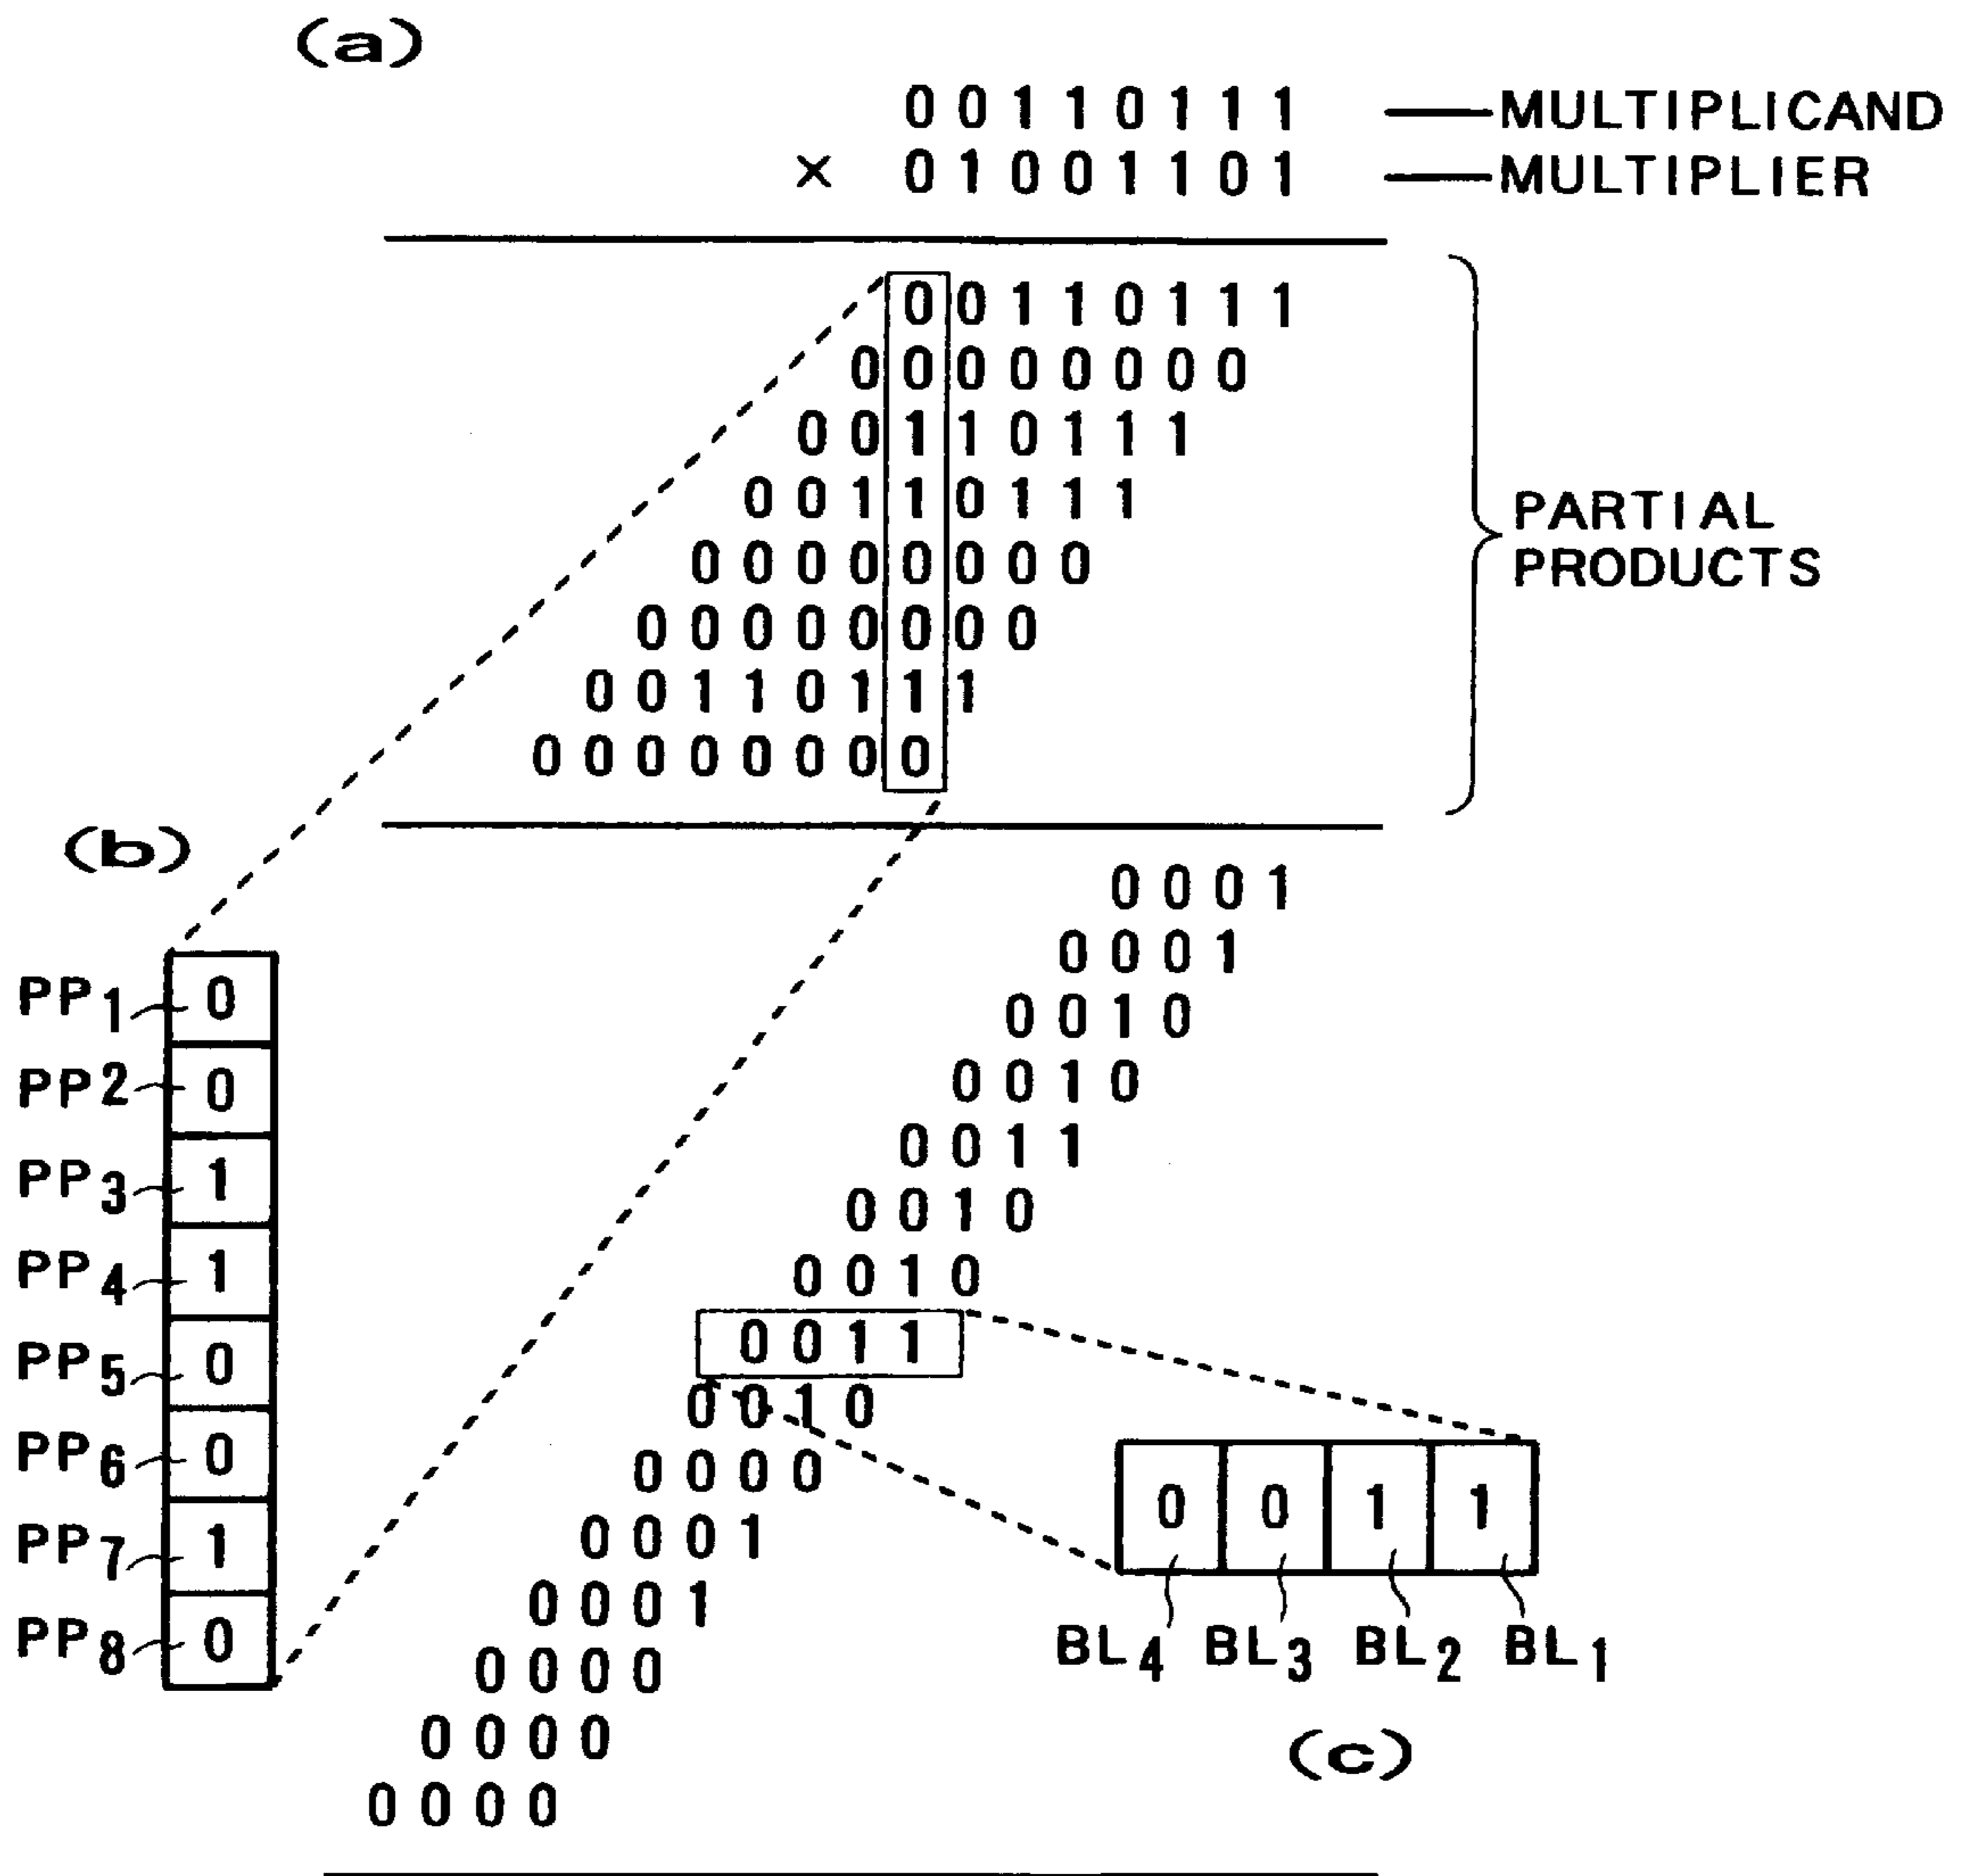 (a)
0 0 1 1 0 1 1 1 MULTIPLICAND
× 0 1 0 0 1 1 0 1 MULTIPLIER
0 0 1 1 0 1 1 1
0 0 0 0 0 0 0 0
0 0 1 1 0 1 1 1
0 0 1 1 0 1 1 1
0 0 0 0 0 0 0 0
0 0 0 0 0 0 0 0
0 0 1 1 0 1 1 1
0 0 0 0 0 0 0 0
PARTIAL
PRODUCTS
(b)
PP1 0
PP2 0
PP3 1
PP4 1
PP5 0
PP6 0
PP7 1
PP8 0
0 0 0 1
0 0 0 1
0 0 1 0
0 0 1 0
0 0 1 1
0 0 1 0
0 0 1 0
0 0 1 1
0 0 1 0
0 0 0 0
0 0 0 1
0 0 0 1
0 0 0 0
0 0 0 0
0 0 0 0
0 0 1 1
BL4 BL3 BL2 BL1
(c)